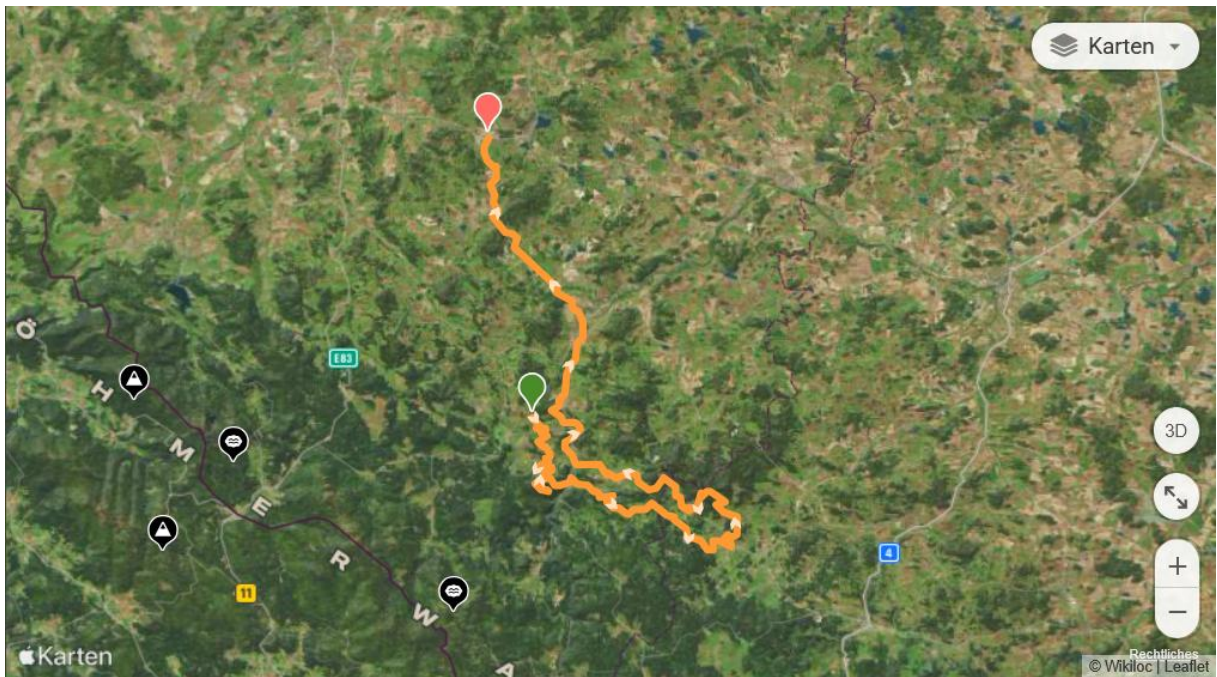 Karten
E83
Ö
H
M
E
R
W
A
11
4
3D
+
−
Karten
Rechtliches
© Wikiloc | Leaflet